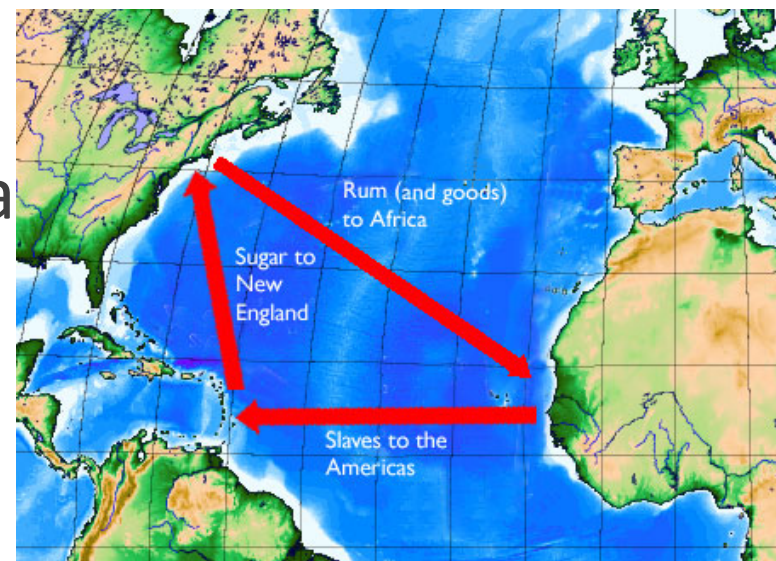 a
Rum (and goods)
to Africa
Sugar to
New
England
Slaves to the
Americas